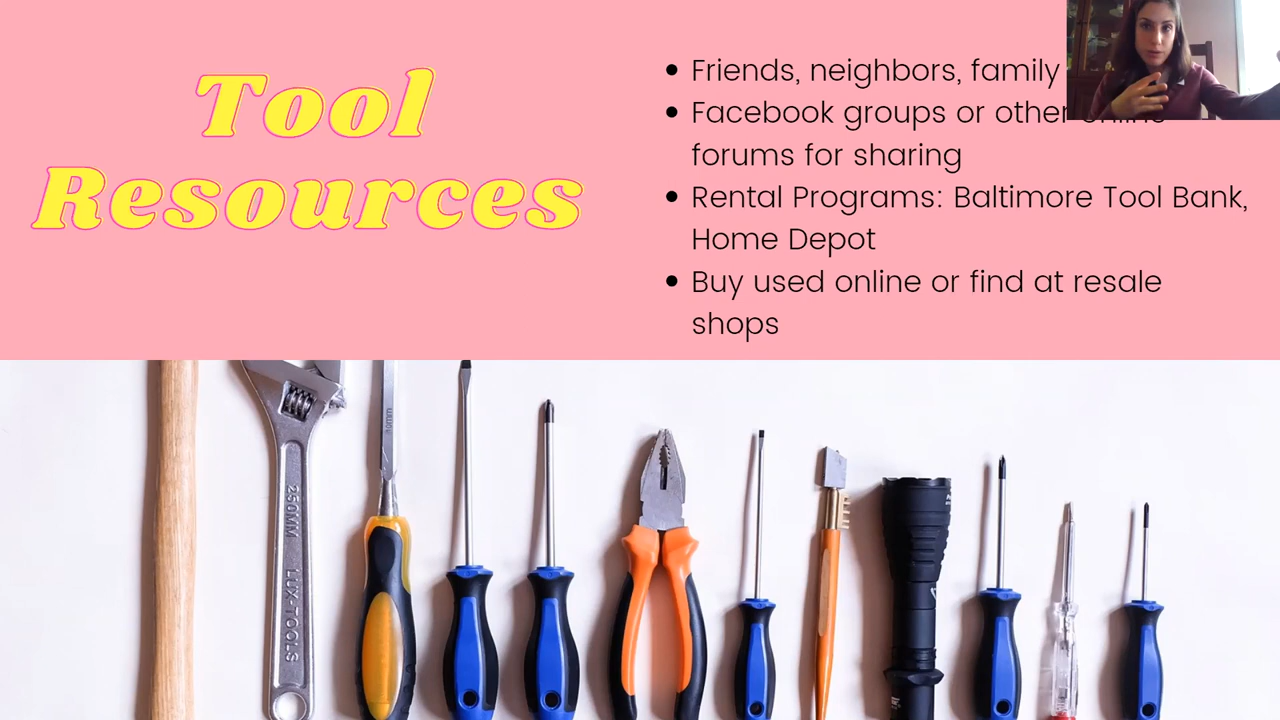 Tool
Resources
• Friends, neighbors, family
• Facebook groups or other online
forums for sharing
• Rental Programs: Baltimore Tool Bank,
Home Depot
• Buy used online or find at resale
shops
250MM LUX-TOOLS